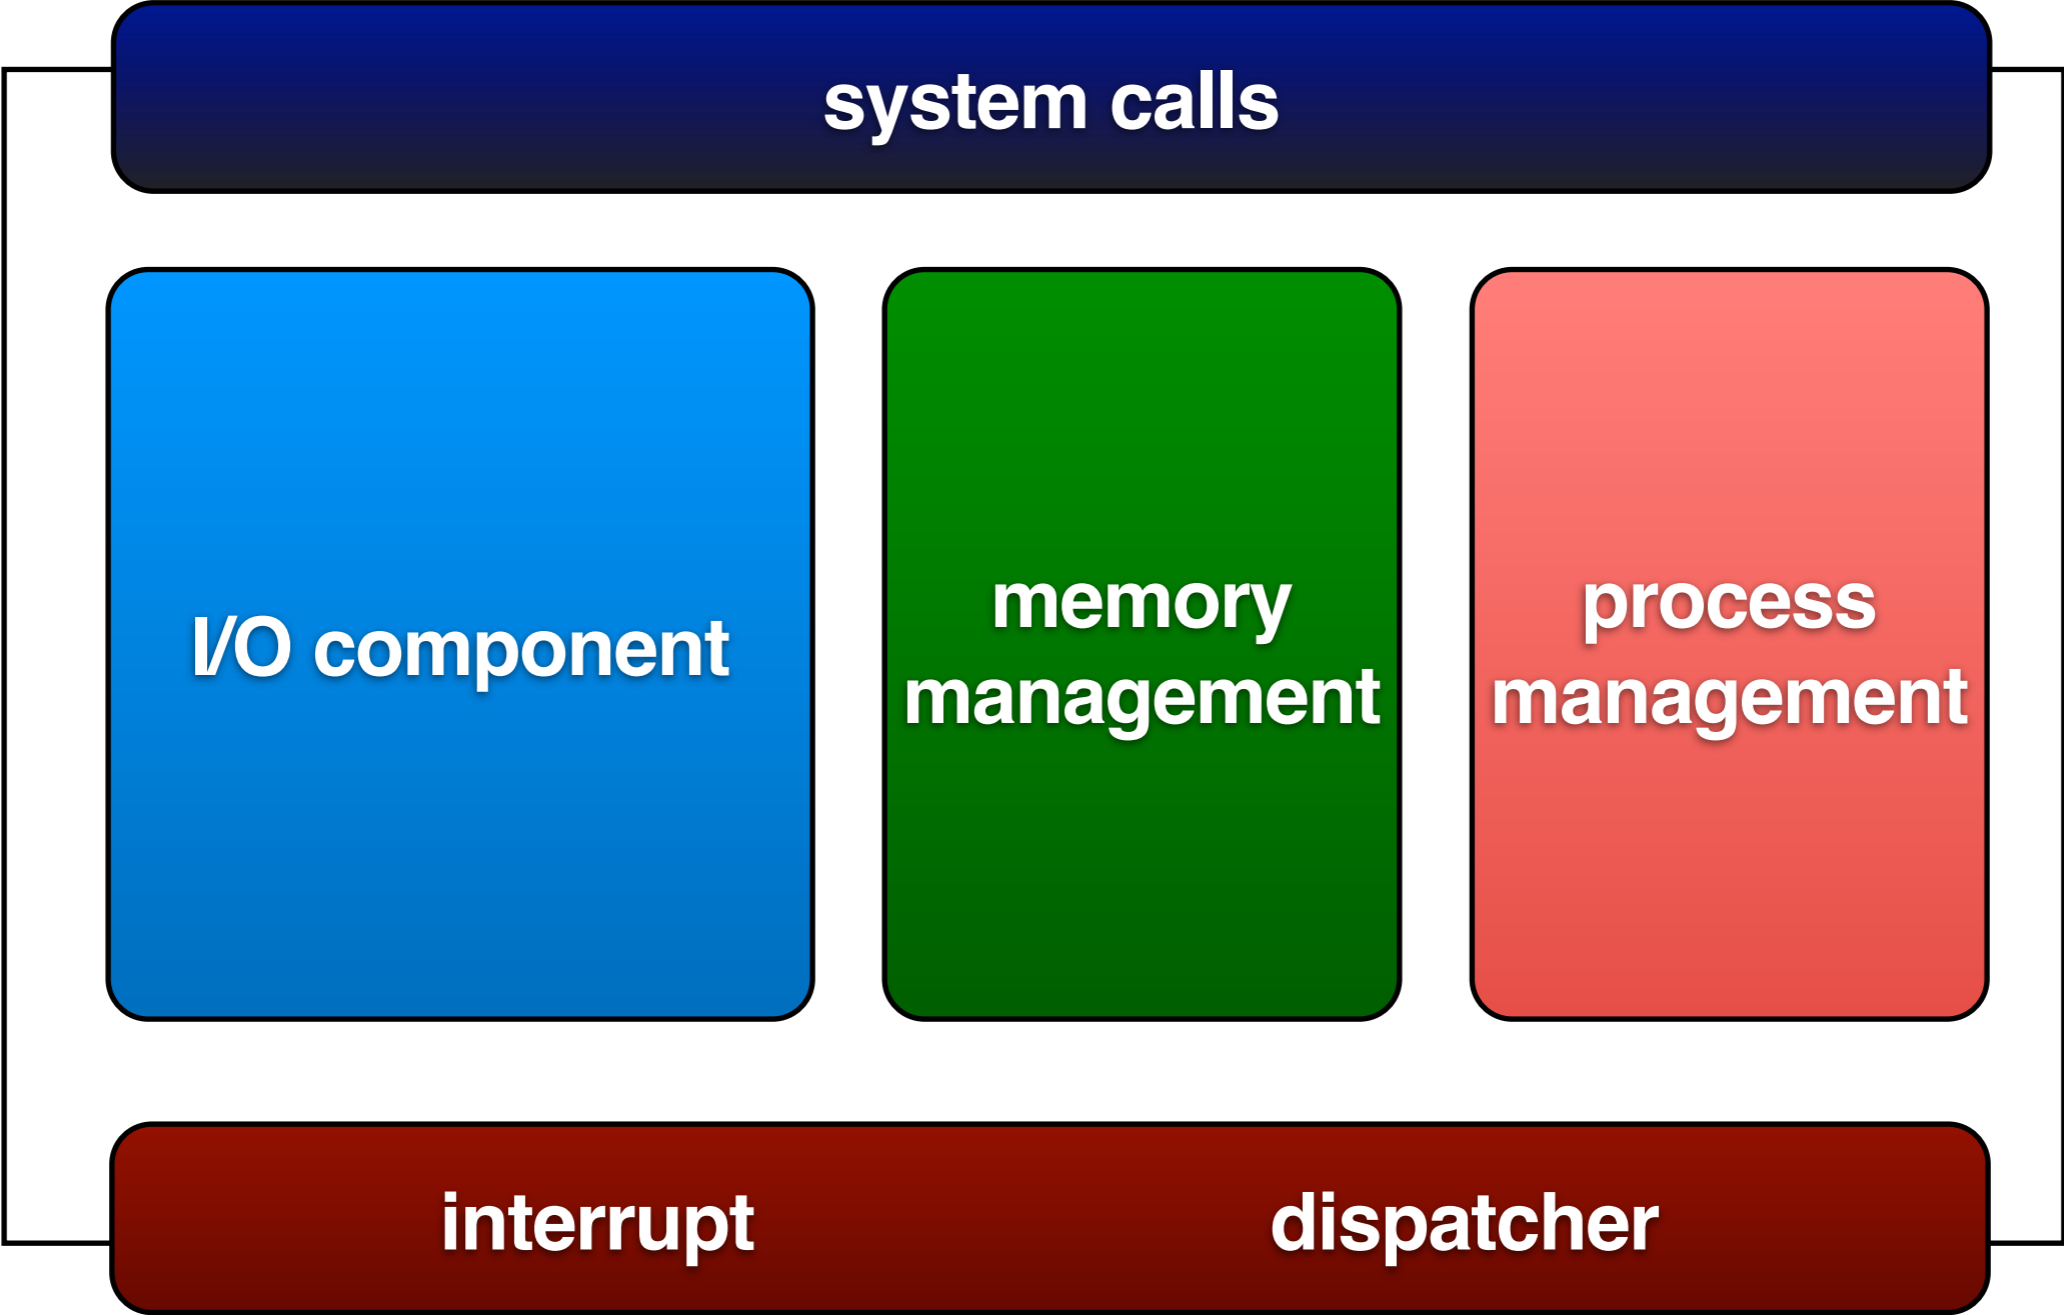 system calls
I/O component
memory
management
process
management
interrupt dispatcher